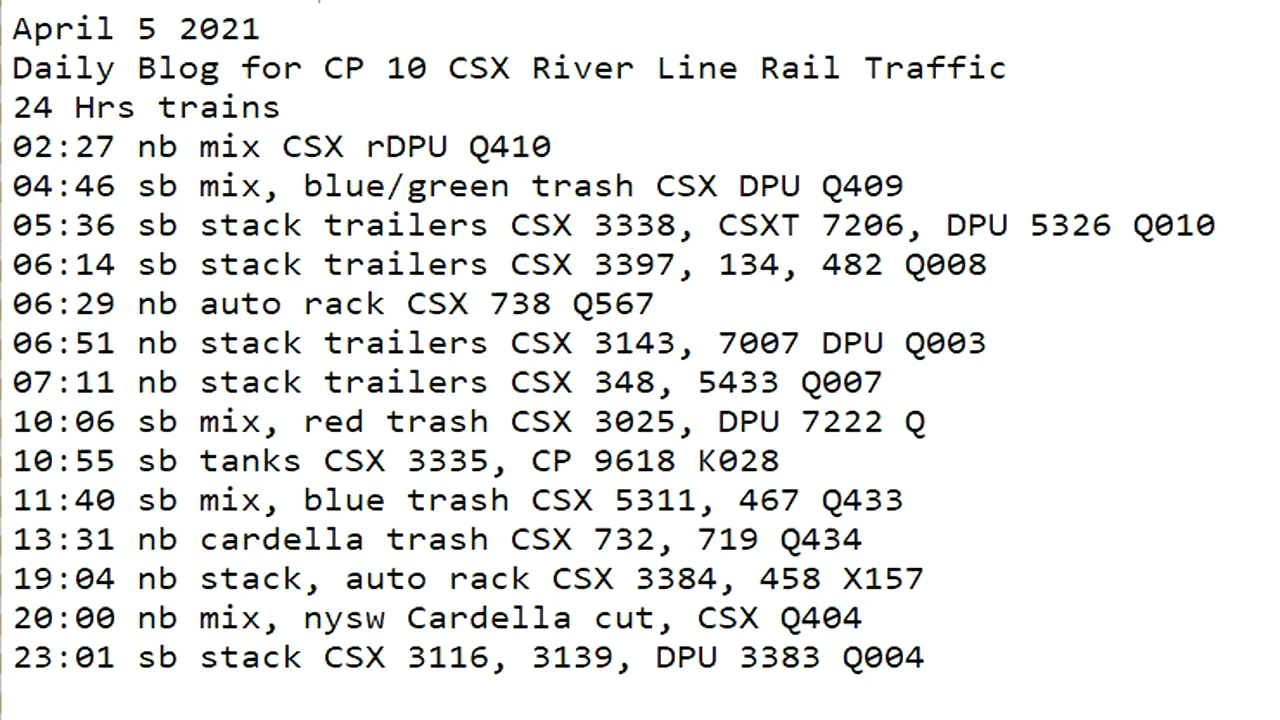 April 5 2021
Daily Blog for CP 10 CSX River Line Rail Traffic
24 Hrs trains
02:27 nb mix CSX rDPU Q410
04:46 sb mix, blue/green trash CSX DPU Q409
05:36 sb stack trailers CSX 3338, CSXT 7206, DPU 5326 Q010
06:14 sb stack trailers CSX 3397, 134, 482 Q008
06:29 nb auto rack CSX 738 Q567
06:51 nb stack trailers CSX 3143, 7007 DPU Q003
07:11 nb stack trailers CSX 348, 5433 Q007
10:06 sb mix, red trash CSX 3025, DPU 7222 Q
10:55 sb tanks CSX 3335, CP 9618 K028
11:40 sb mix, blue trash CSX 5311, 467 Q433
13:31 nb cardella trash CSX 732, 719 Q434
19:04 nb stack, auto rack CSX 3384, 458 X157
20:00 nb mix, nysw Cardella cut, CSX Q404
23:01 sb stack CSX 3116, 3139, DPU 3383 Q004